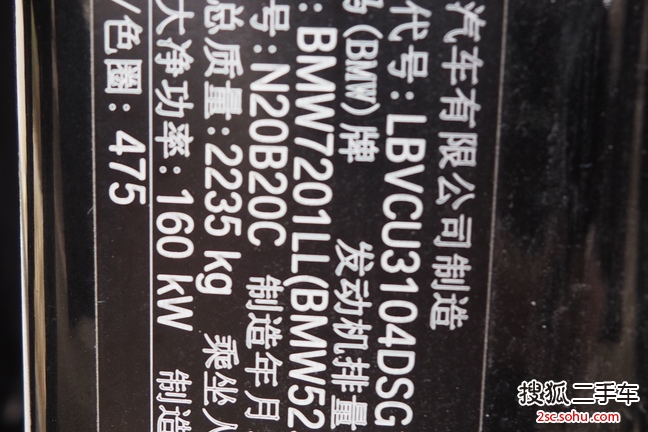 汽车有限公司制造
代号: LBVCU3104DSG
(BMW)牌 发动机排量
: BMW7201LL(BMW52
号: N20B20C 制造年月
总质量: 2235 kg 乘坐人
大净功率: 160 kW 制造
/色圈: 475
搜狐二手车
2sc.sohu.com